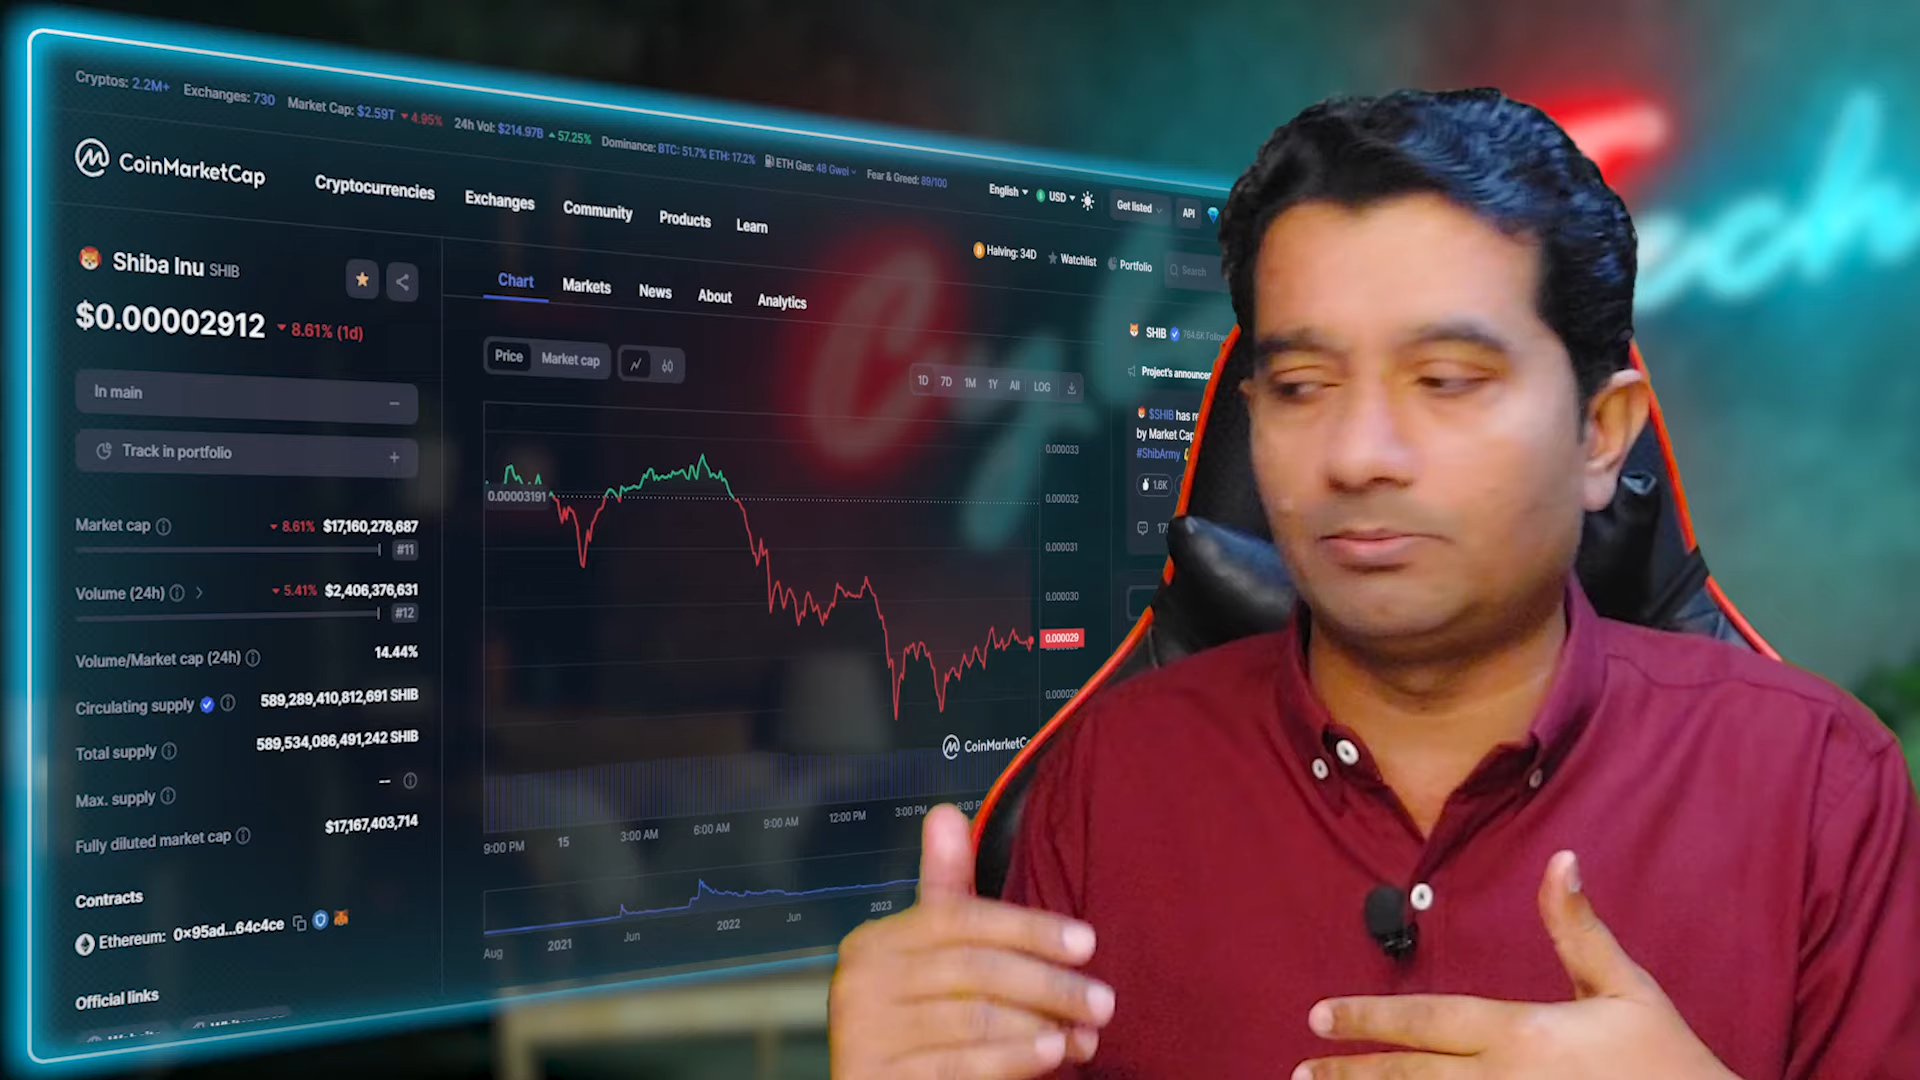 Cryptos: 2.2M+ Exchanges: 730 Market Cap: $2.59T 4.95% 24h Vol: $214.97B 57.25% Dominance: BTC: 51.7% ETH: 17.2% ETH Gas: 48 Gwei Fear & Greed: 89/100
English USD Get listed API
CoinMarketCap Cryptocurrencies Exchanges Community Products Learn
Halving: 34D Watchlist Portfolio Search
Shiba Inu SHIB
$0.00002912 8.61% (1d)
In main
Track in portfolio
Market cap 8.61% $17,160,278,687
#11
Volume (24h) 5.41% $2,406,376,631
#12
Volume/Market cap (24h) 14.44%
Circulating supply 589,289,410,812,691 SHIB
Total supply 589,534,086,491,242 SHIB
Max. supply --
Fully diluted market cap $17,167,403,714
Contracts
Ethereum: 0x95ad...64c4ce
Official links
Chart Markets News About Analytics
Price Market cap
1D 7D 1M 1Y All LOG
0.00003191
0.000033
0.000032
0.000031
0.000030
0.000029
CoinMarketC
9:00 PM 15 3:00 AM 6:00 AM 9:00 AM 12:00 PM 3:00 PM 6:00
Aug 2021 Jun 2022 Jun 2023
SHIB 764.6K
Project's
$SHIB has
by Market Cap
#ShibArmy
1.6K